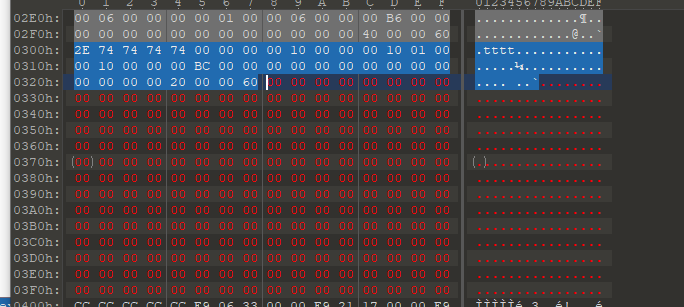 0 1 2 3 4 5 6 7 8 9 A B C D E F 0123456789ABCDEF
02E0h: 00 06 00 00 00 01 00 00 00 06 00 00 00 B6 00 00 ............¶..
02F0h: 00 00 00 00 00 00 00 00 00 00 00 00 40 00 00 60 ............@..`
0300h: 2E 74 74 74 74 00 00 00 00 00 00 00 00 10 01 00 .tttt...........
0310h: 00 10 00 00 00 BC 00 00 00 00 00 00 00 00 00 00 .....¼..........
0320h: 00 00 00 00 20 00 00 60 00 00 00 00 00 00 00 00 .... ..`........
0330h: 00 00 00 00 00 00 00 00 00 00 00 00 00 00 00 00 ................
0340h: 00 00 00 00 00 00 00 00 00 00 00 00 00 00 00 00 ................
0350h: 00 00 00 00 00 00 00 00 00 00 00 00 00 00 00 00 ................
0360h: 00 00 00 00 00 00 00 00 00 00 00 00 00 00 00 00 ................
0370h: (00) 00 00 00 00 00 00 00 00 00 00 00 00 00 00 00 (.)...............
0380h: 00 00 00 00 00 00 00 00 00 00 00 00 00 00 00 00 ................
0390h: 00 00 00 00 00 00 00 00 00 00 00 00 00 00 00 00 ................
03A0h: 00 00 00 00 00 00 00 00 00 00 00 00 00 00 00 00 ................
03B0h: 00 00 00 00 00 00 00 00 00 00 00 00 00 00 00 00 ................
03C0h: 00 00 00 00 00 00 00 00 00 00 00 00 00 00 00 00 ................
03D0h: 00 00 00 00 00 00 00 00 00 00 00 00 00 00 00 00 ................
03E0h: 00 00 00 00 00 00 00 00 00 00 00 00 00 00 00 00 ................
03F0h: 00 00 00 00 00 00 00 00 00 00 00 00 00 00 00 00 ................
0400h: CC CC CC CC CC E9 06 33 00 00 E9 21 17 00 00 E9